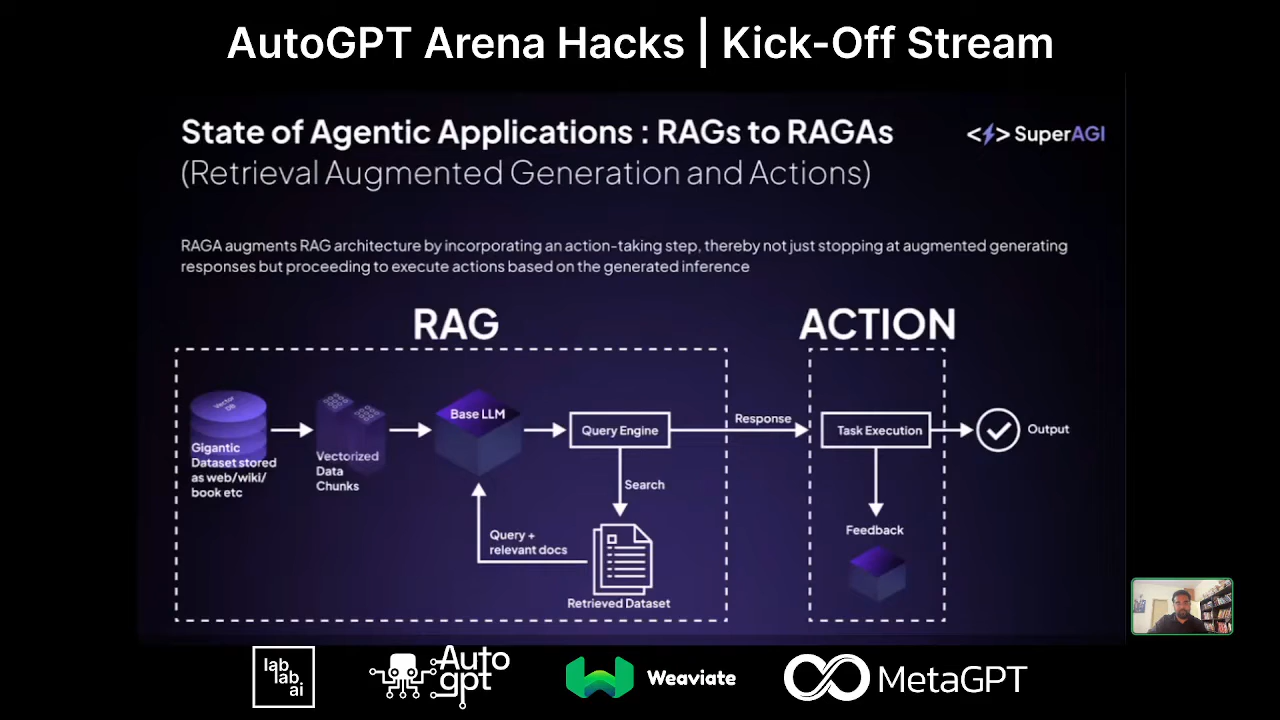 AutoGPT Arena Hacks | Kick-Off Stream
State of Agentic Applications : RAGs to RAGAs
(Retrieval Augmented Generation and Actions)
<⚡> SuperAGI
RAGA augments RAG architecture by incorporating an action-taking step, thereby not just stopping at augmented generating
responses but proceeding to execute actions based on the generated inference
RAG
ACTION
Vector
DB
Gigantic
Dataset stored
as web/wiki/
book etc
Vectorized
Data
Chunks
Base LLM
Query Engine
Search
Query +
relevant docs
Retrieved Dataset
Response
Task Execution
Feedback
Output
lab
lab
.ai
Auto
gpt
Weaviate
MetaGPT